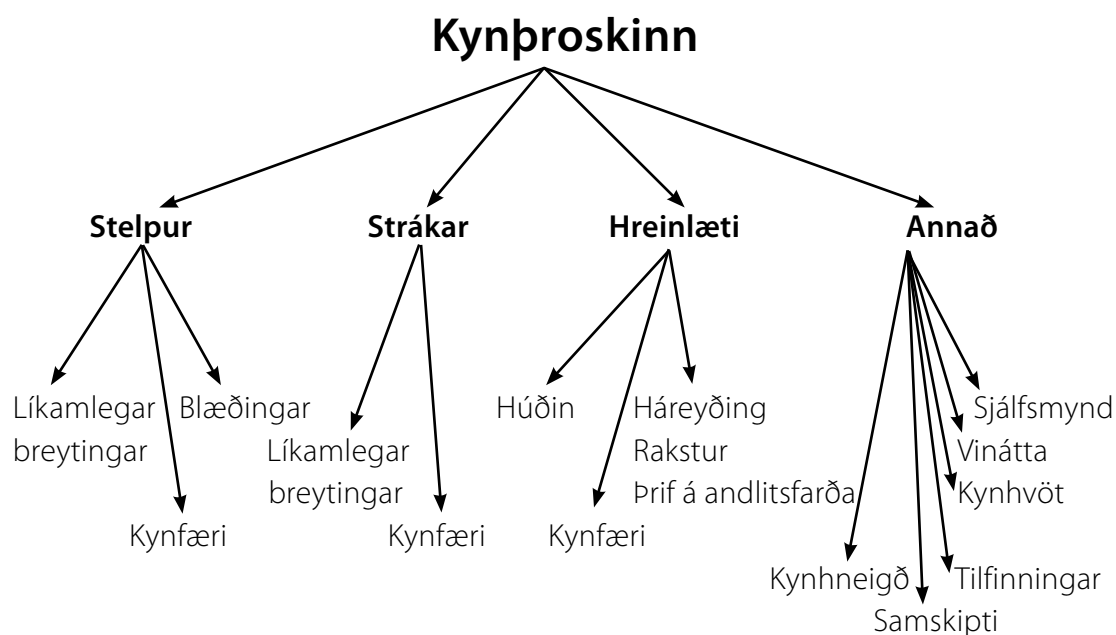 Kynþroskinn
Stelpur
Strákar
Hreinlæti
Annað
Líkamlegar
breytingar
Blæðingar
Kynfæri
Líkamlegar
breytingar
Kynfæri
Húðin
Háreyðing
Rakstur
Þrif á andlitsfarða
Kynfæri
Sjálfsmynd
Vinátta
Kynhvöt
Kynhneigð
Tilfinningar
Samskipti